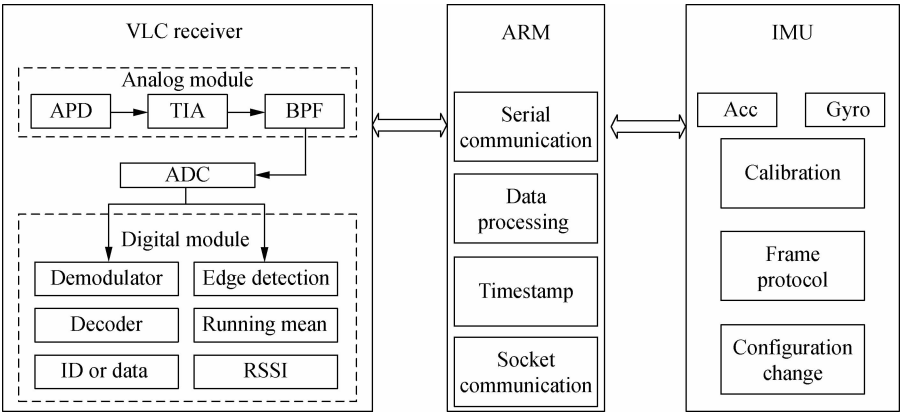 VLC receiver
Analog module
APD
TIA
BPF
ADC
Digital module
Demodulator
Edge detection
Decoder
Running mean
ID or data
RSSI
ARM
Serial
communication
Data
processing
Timestamp
Socket
communication
IMU
Acc
Gyro
Calibration
Frame
protocol
Configuration
change